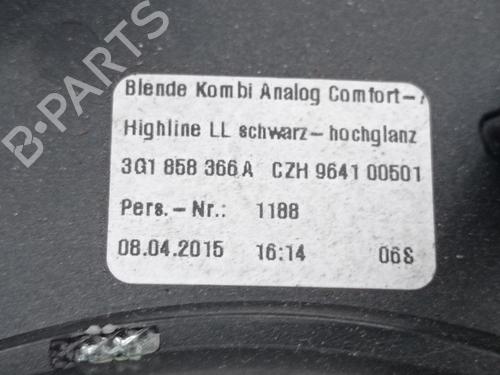 Blende Kombi Analog Comfort-/
Highline LL schwarz-hochglanz
3G1 858 366 A CZH 9641 00501
Pers.-Nr.: 1188
08.04.2015 16:14 06S
B-PARTS